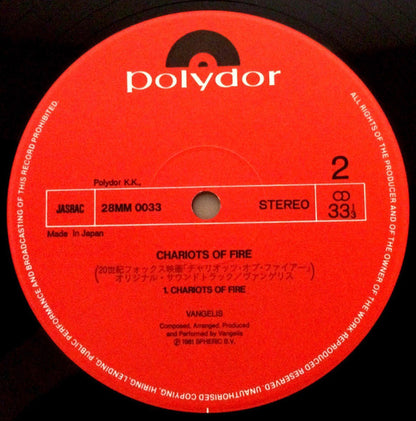 polydor
Polydor K.K.,
2
JASRAC
28MM 0033
STEREO
33⅓
Made in Japan
CHARIOTS OF FIRE
(20世紀フォックス映画「チャリオッツ・オブ・ファイアー」
オリジナル・サウンドトラック/ヴァンゲリス)
1. CHARIOTS OF FIRE
VANGELIS
Composed, Arranged, Produced
and Performed by Vangelis
Ⓟ 1981 SPHERIC B.V.
ALL RIGHTS OF THE PRODUCER AND OF THE OWNER OF THE WORK REPRODUCED RESERVED. UNAUTHORISED COPYING, HIRING, LENDING, PUBLIC PERFORMANCE AND BROADCASTING OF THIS RECORD PROHIBITED.